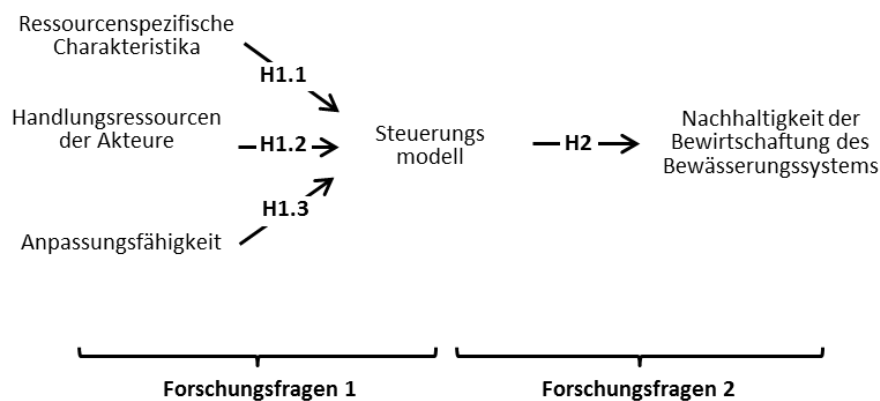 Ressourcenspezifische
Charakteristika
H1.1
Handlungsressourcen
der Akteure
H1.2
Steuerungs
modell
H2
Nachhaltigkeit der
Bewirtschaftung des
Bewässerungssystems
H1.3
Anpassungsfähigkeit
Forschungsfragen 1
Forschungsfragen 2